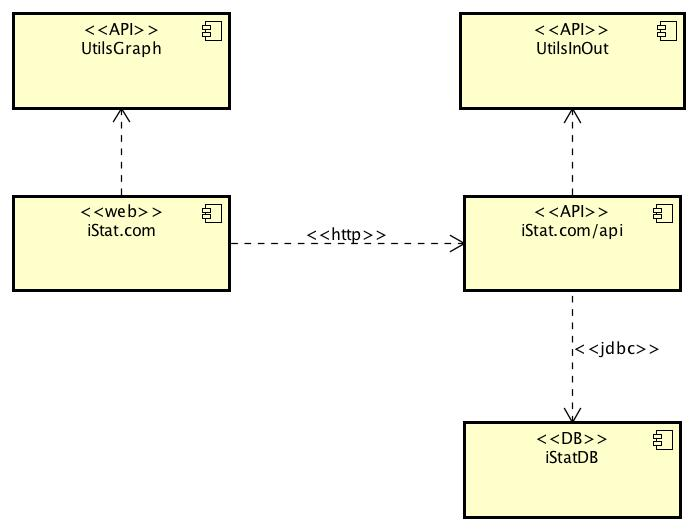 <<API>>
UtilsGraph
<<API>>
UtilsInOut
<<web>>
iStat.com
<<http>>
<<API>>
iStat.com/api
<<jdbc>>
<<DB>>
iStatDB